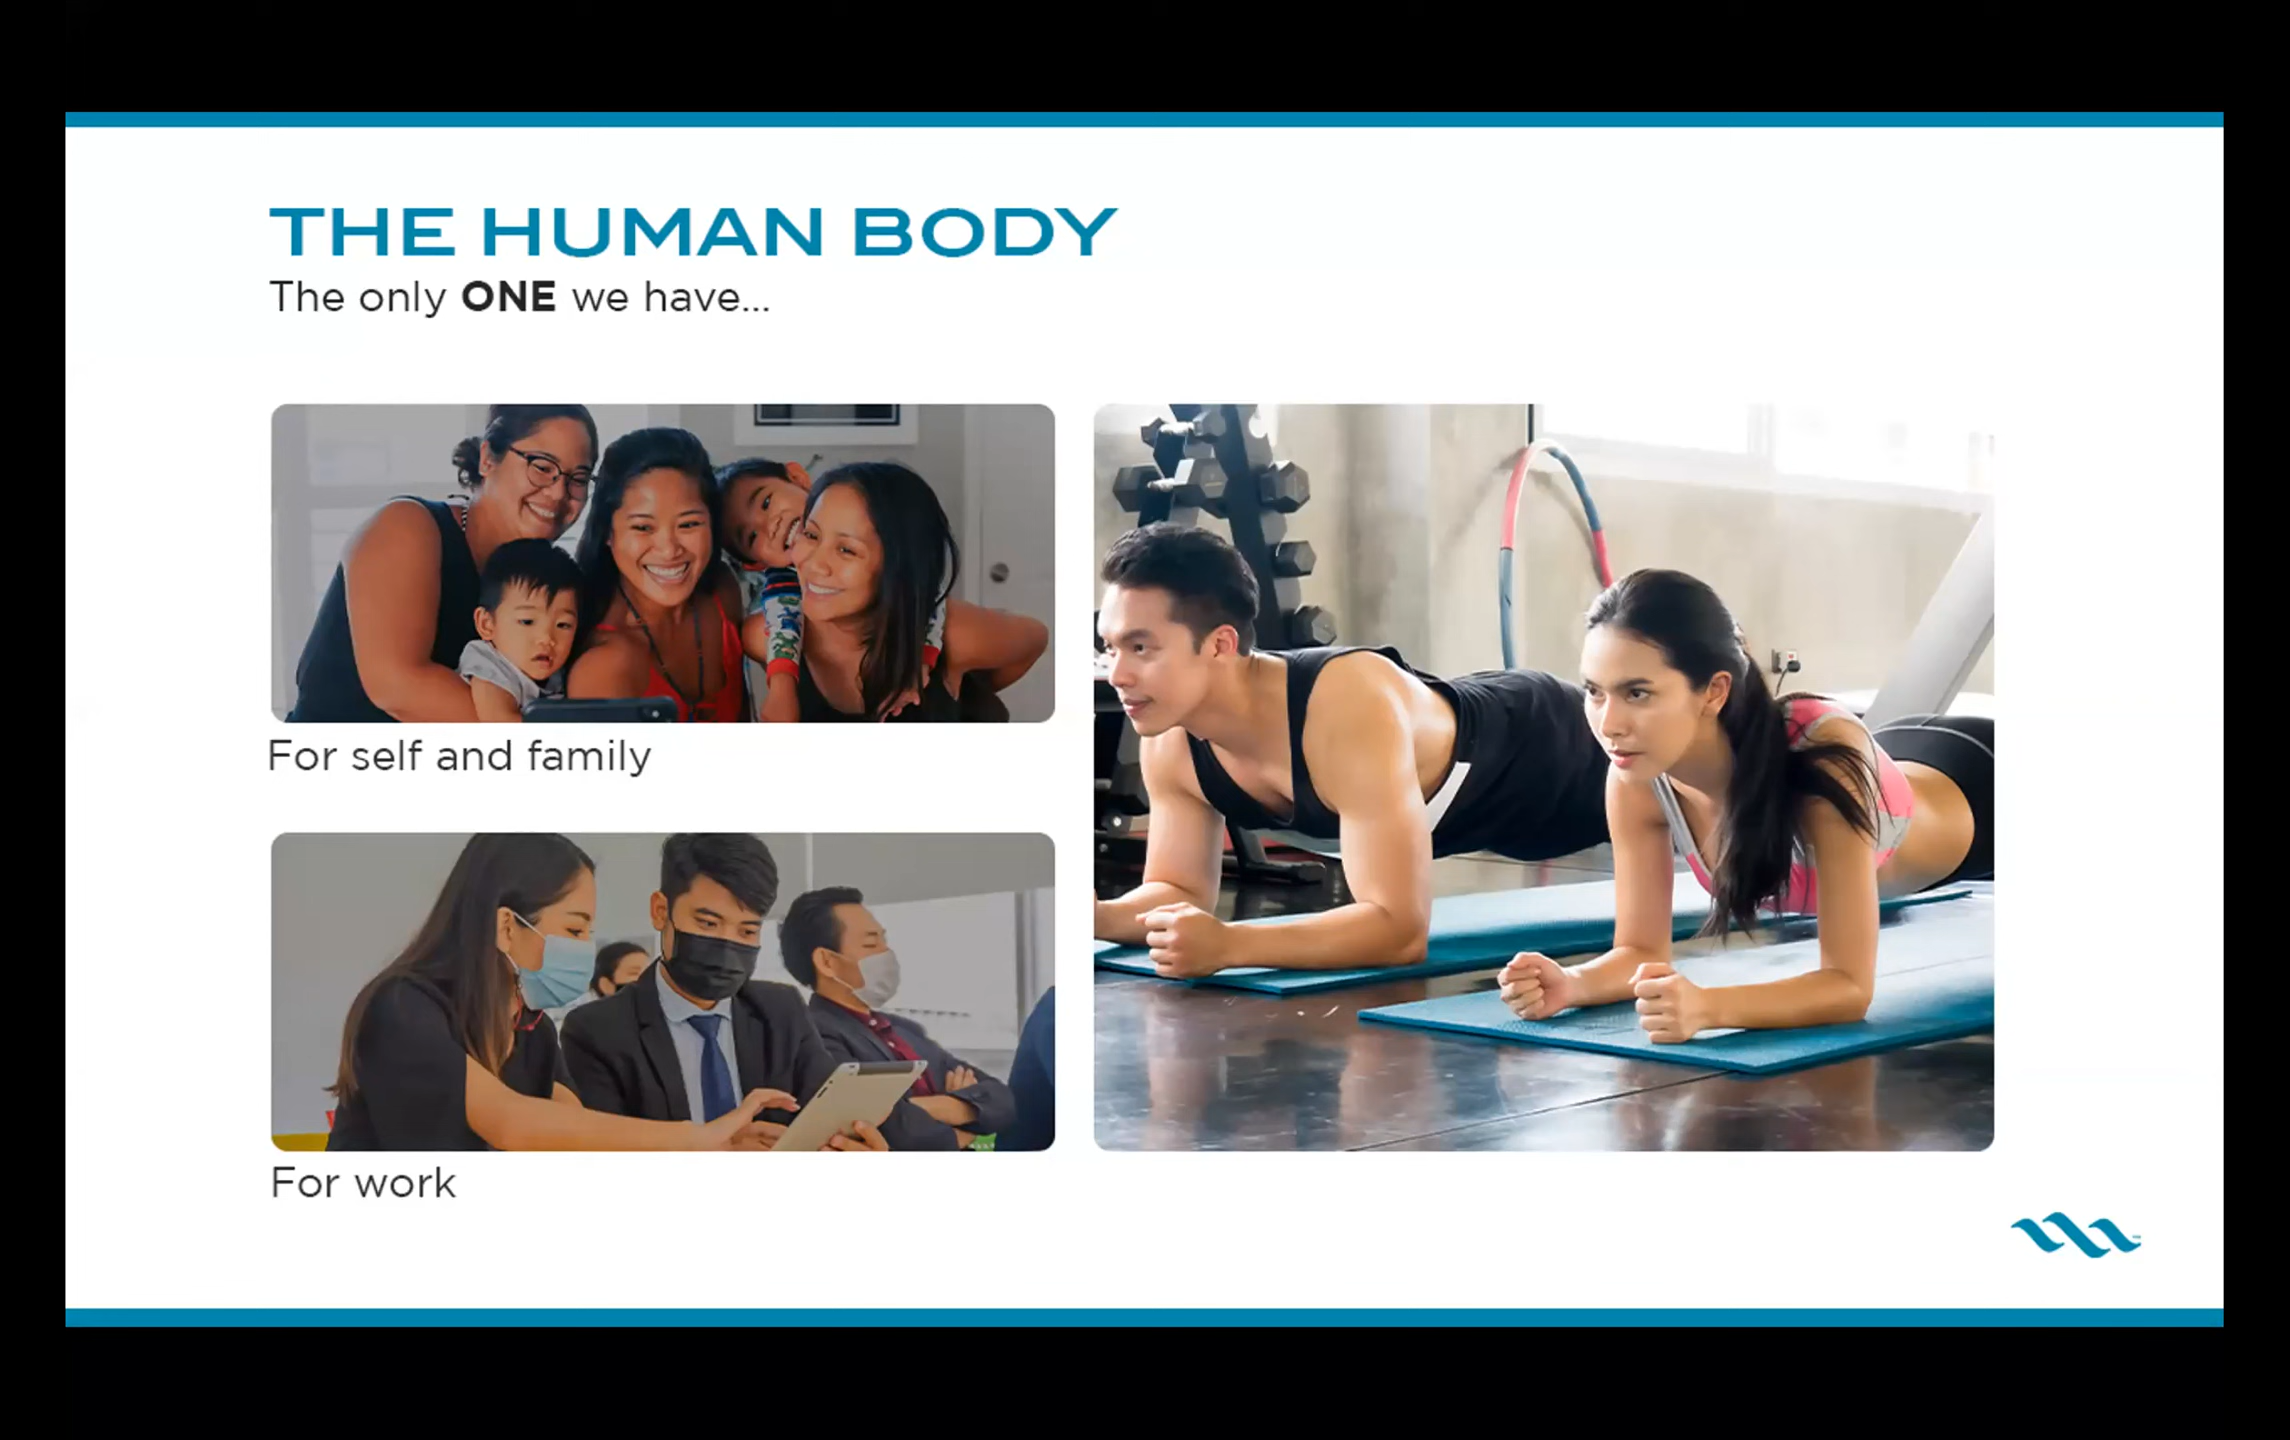 THE HUMAN BODY
The only ONE we have...
For self and family
For work